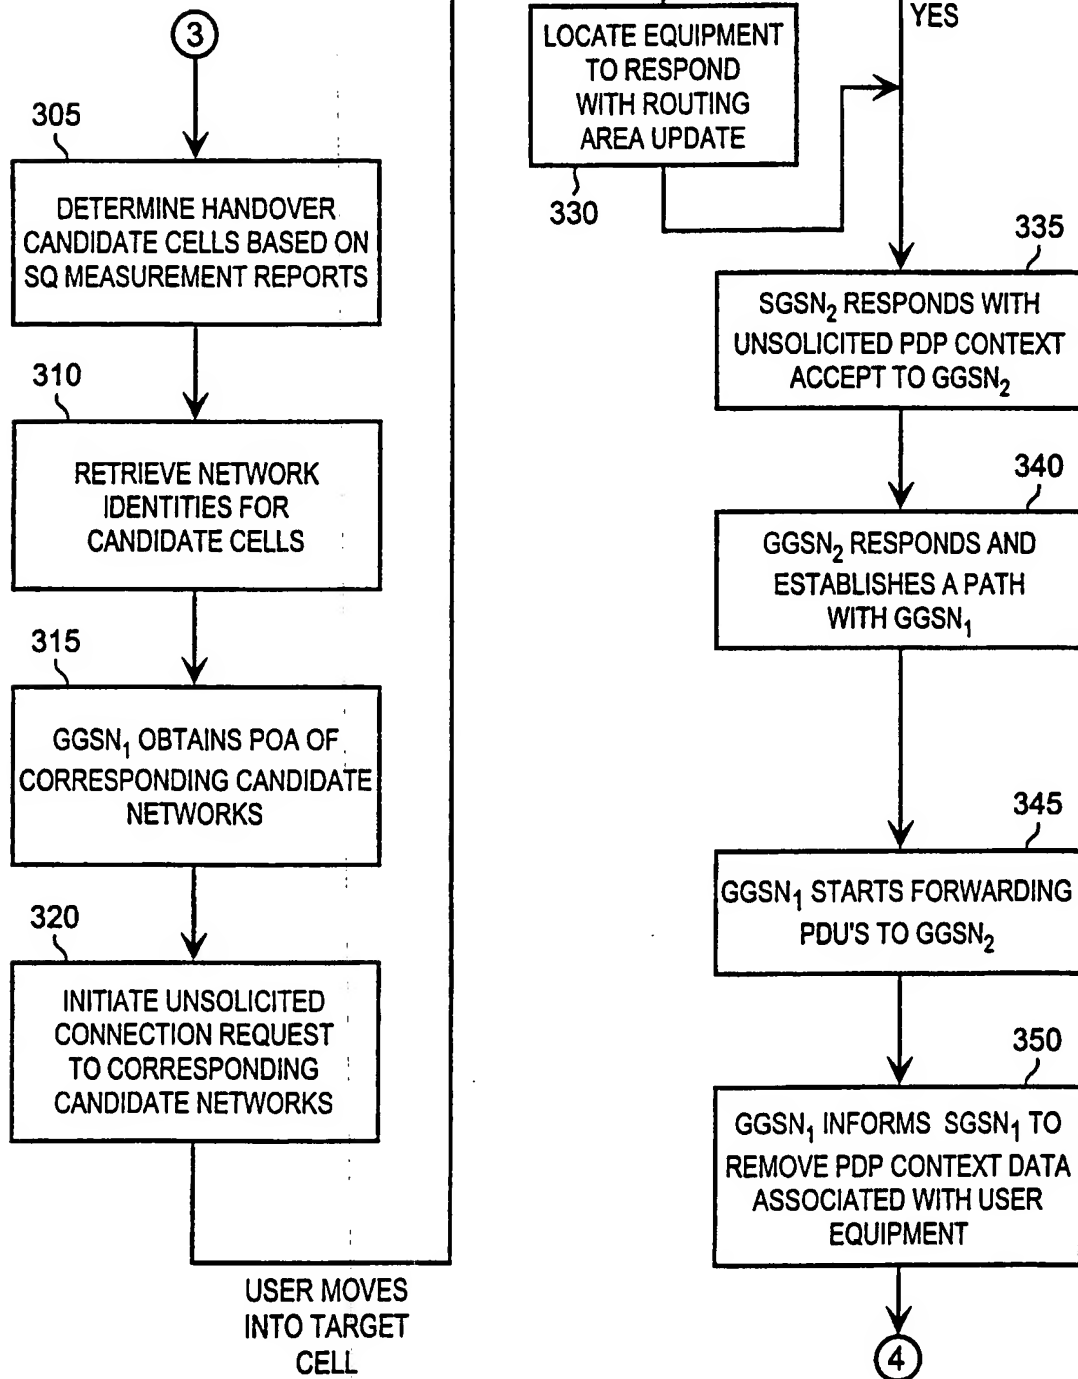 3
305
DETERMINE HANDOVER
CANDIDATE CELLS BASED ON
SQ MEASUREMENT REPORTS
310
RETRIEVE NETWORK
IDENTITIES FOR
CANDIDATE CELLS
315
GGSN1 OBTAINS POA OF
CORRESPONDING CANDIDATE
NETWORKS
320
INITIATE UNSOLICITED
CONNECTION REQUEST
TO CORRESPONDING
CANDIDATE NETWORKS
USER MOVES
INTO TARGET
CELL
YES
LOCATE EQUIPMENT
TO RESPOND
WITH ROUTING
AREA UPDATE
330
335
SGSN2 RESPONDS WITH
UNSOLICITED PDP CONTEXT
ACCEPT TO GGSN2
340
GGSN2 RESPONDS AND
ESTABLISHES A PATH
WITH GGSN1
345
GGSN1 STARTS FORWARDING
PDU'S TO GGSN2
350
GGSN1 INFORMS SGSN1 TO
REMOVE PDP CONTEXT DATA
ASSOCIATED WITH USER
EQUIPMENT
4